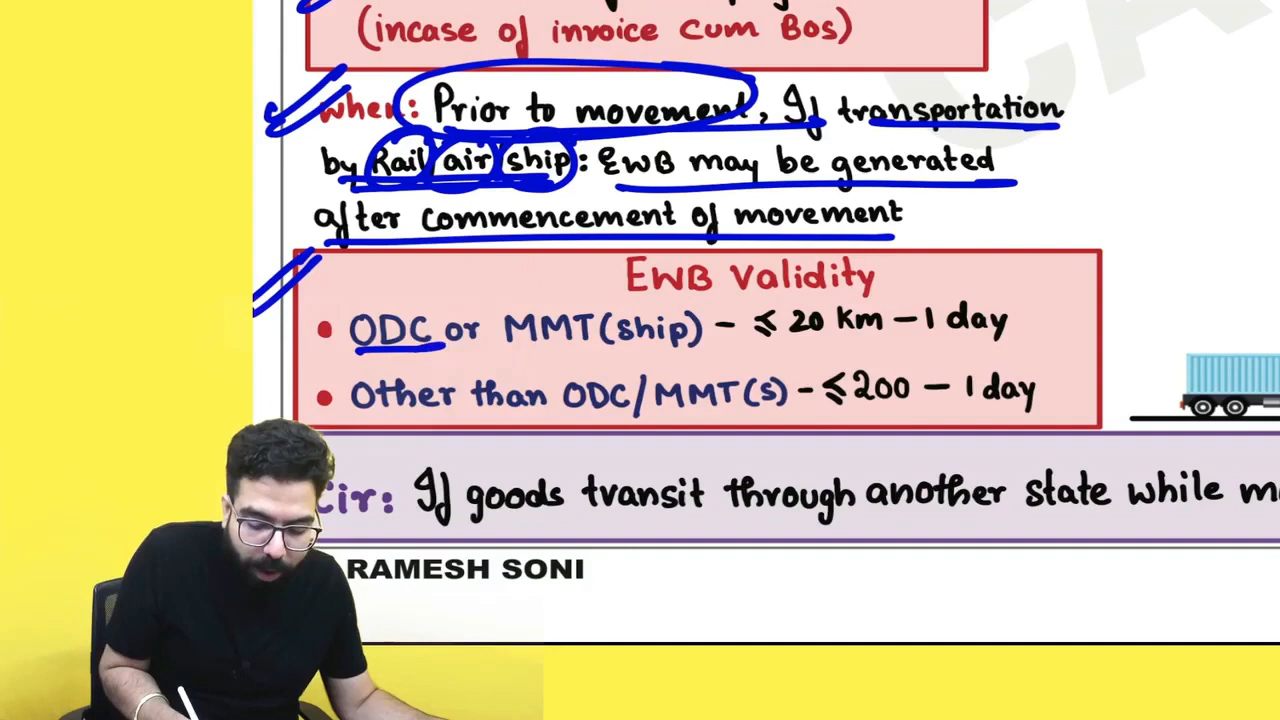 (incase of invoice cum Bos)
When: Prior to movement, If transportation
by Rail air ship: EWB may be generated
after commencement of movement
EWB Validity
• ODC or MMT(ship) - ⩽ 20 km - 1 day
• Other than ODC/MMT(s) - ⩽200 - 1 day
Cir: If goods transit through another state while
RAMESH SONI
CA